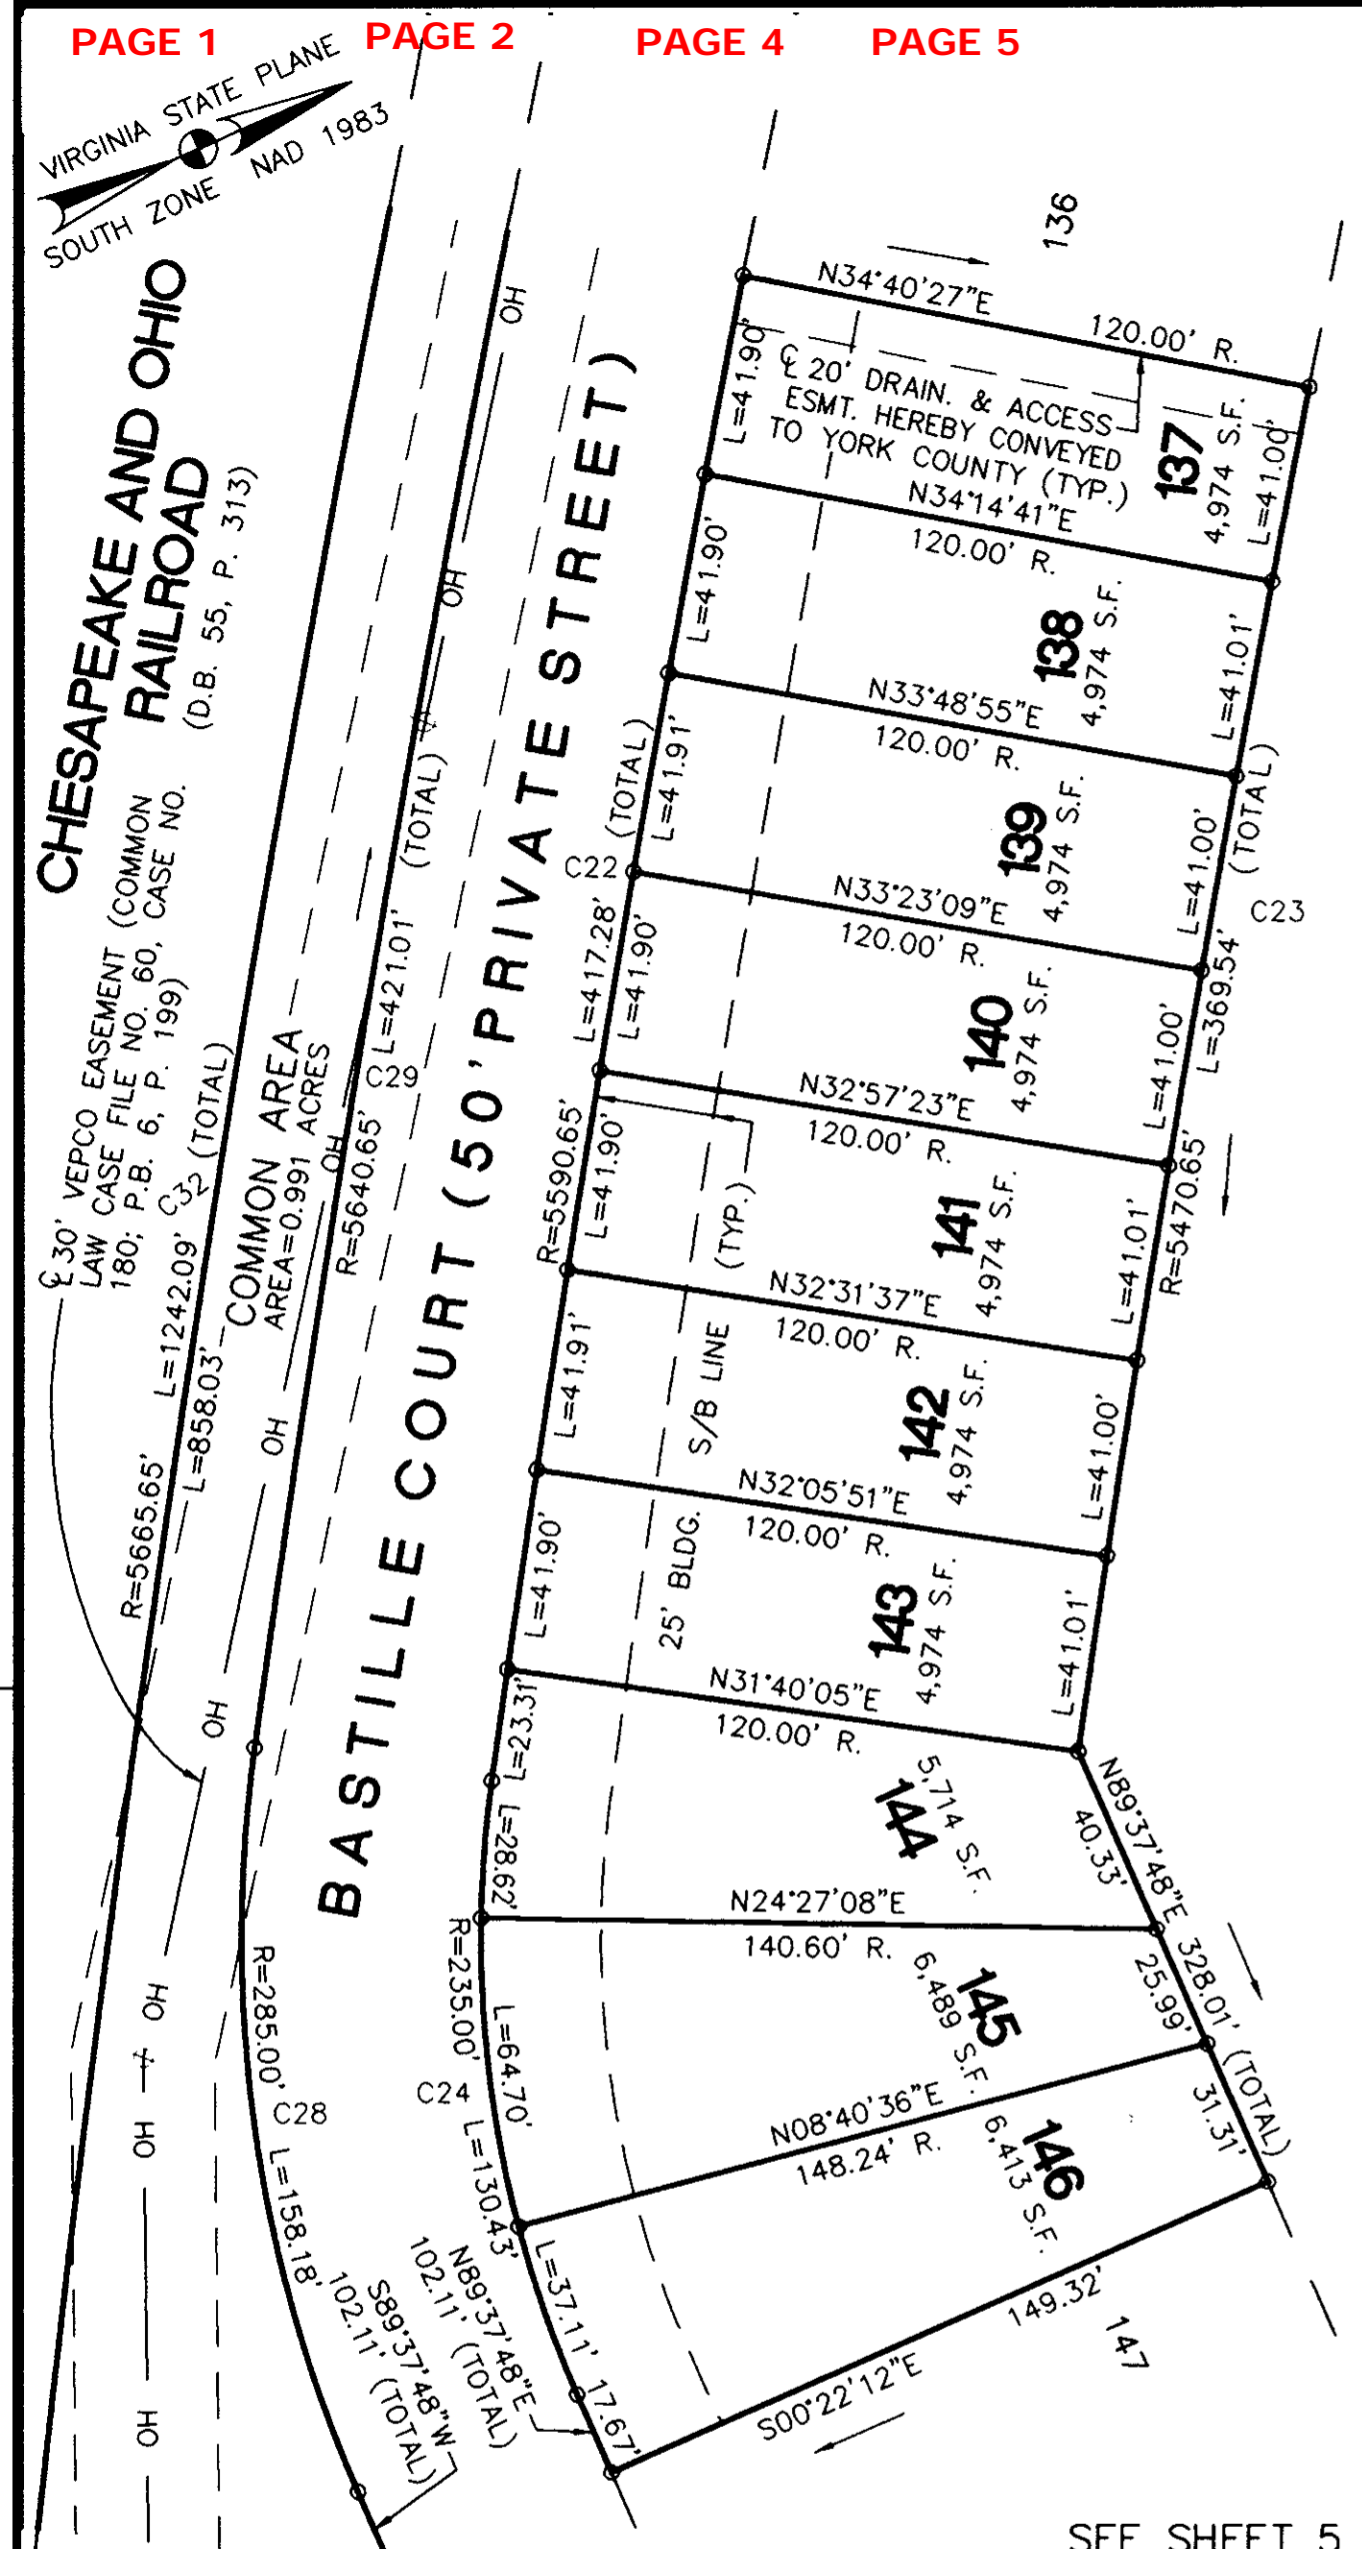 PAGE 1
PAGE 2
PAGE 4
PAGE 5
VIRGINIA STATE PLANE
SOUTH ZONE NAD 1983
CHESAPEAKE AND OHIO
RAILROAD
(D.B. 55, P. 313)
℄ 30' VEPCO EASEMENT (COMMON
LAW CASE FILE NO. 60, CASE NO.
180; P.B. 6, P. 199)
R=5665.65' L=1242.09' C32 (TOTAL)
L=858.03'
COMMON AREA
AREA=0.991 ACRES
OH
OH
OH
OH
OH
OH
OH
OH
R=5640.65' C29 L=421.01' (TOTAL)
BASTILLE COURT (50' PRIVATE STREET)
R=5590.65' L=417.28' C22 (TOTAL)
136
N34°40'27"E
120.00' R.
℄ 20' DRAIN. & ACCESS
ESMT. HEREBY CONVEYED
TO YORK COUNTY (TYP.)
L=41.90'
137
4,974 S.F.
L=41.00'
N34°14'41"E
120.00' R.
L=41.90'
138
4,974 S.F.
L=41.01'
N33°48'55"E
120.00' R.
L=41.91'
139
4,974 S.F.
L=41.00'
N33°23'09"E
120.00' R.
L=41.90'
140
4,974 S.F.
L=41.00'
R=5470.65' L=369.54' (TOTAL)
C23
N32°57'23"E
120.00' R.
L=41.90'
(TYP.)
141
4,974 S.F.
L=41.01'
N32°31'37"E
120.00' R.
L=41.91'
25' BLDG. S/B LINE
142
4,974 S.F.
L=41.00'
N32°05'51"E
120.00' R.
L=41.90'
143
4,974 S.F.
L=41.01'
N31°40'05"E
120.00' R.
L=23.31'
L=28.62'
144
5,714 S.F.
N89°37'48"E 328.01' (TOTAL)
40.33'
N24°27'08"E
140.60' R.
R=235.00' C24 L=130.43'
L=64.70'
145
6,489 S.F.
25.99'
N08°40'36"E
148.24' R.
146
6,413 S.F.
31.31'
L=37.11'
17.67'
R=285.00' C28 L=158.18'
N89°37'48"E
102.11' (TOTAL)
S89°37'48"W
102.11' (TOTAL)
149.32'
S00°22'12"E
147
SEE SHEET 5